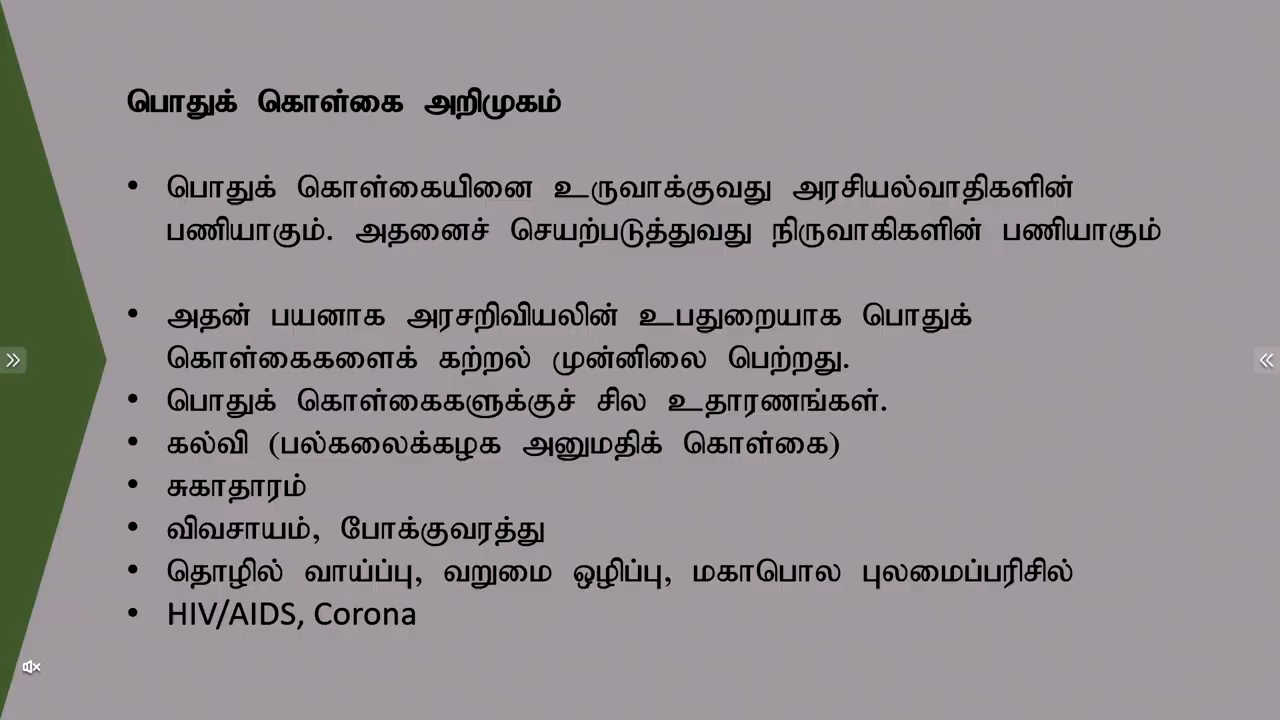 பொதுக் கொள்கை அறிமுகம்
• பொதுக் கொள்கையினை உருவாக்குவது அரசியல்வாதிகளின்
பணியாகும். அதனைச் செயற்படுத்துவது நிருவாகிகளின் பணியாகும்
• அதன் பயனாக அரசறிவியலின் உபதுறையாக பொதுக்
கொள்கைகளைக் கற்றல் முன்னிலை பெற்றது.
• பொதுக் கொள்கைகளுக்குச் சில உதாரணங்கள்.
• கல்வி (பல்கலைக்கழக அனுமதிக் கொள்கை)
• சுகாதாரம்
• விவசாயம், போக்குவரத்து
• தொழில் வாய்ப்பு, வறுமை ஒழிப்பு, மகாபொல புலமைப்பரிசில்
• HIV/AIDS, Corona